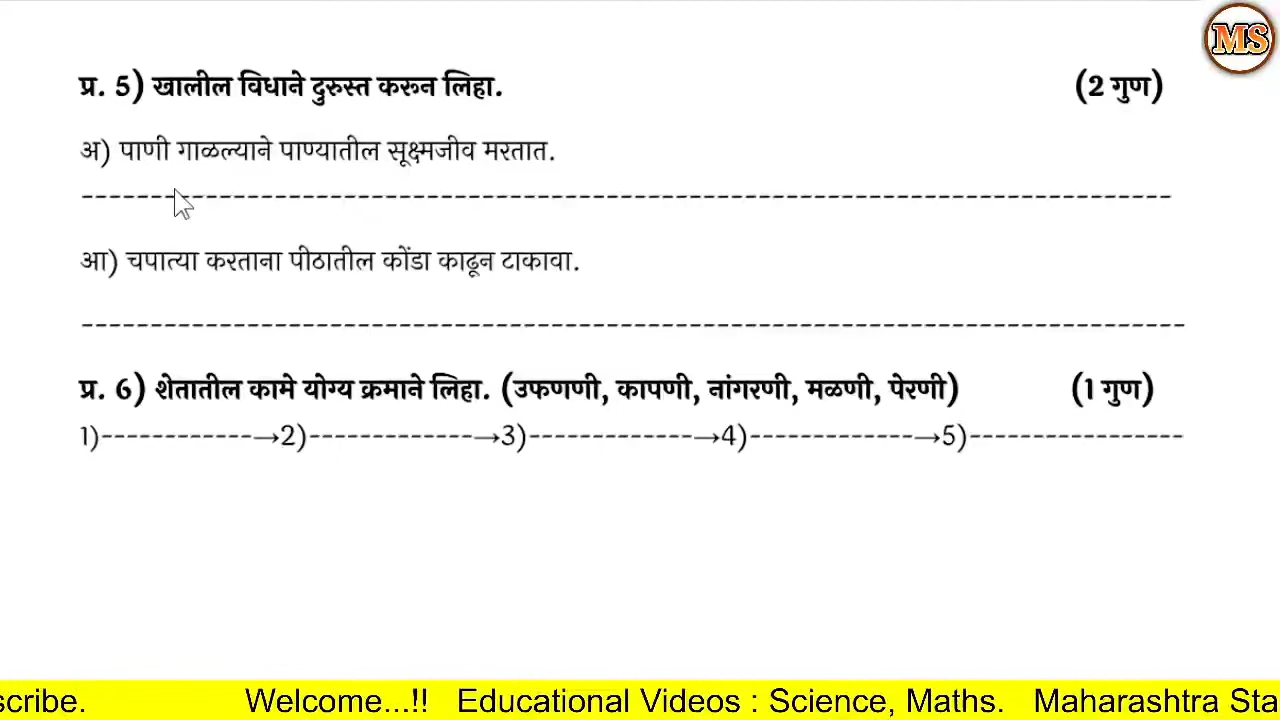 MS
प्र. 5) खालील विधाने दुरुस्त करून लिहा. (2 गुण)
अ) पाणी गाळल्याने पाण्यातील सूक्ष्मजीव मरतात.
--------------------------------------------------------------------------------
आ) चपात्या करताना पीठातील कोंडा काढून टाकावा.
---------------------------------------------------------------------------------
प्र. 6) शेतातील कामे योग्य क्रमाने लिहा. (उफणणी, कापणी, नांगरणी, मळणी, पेरणी) (1 गुण)
1)------------→2)-------------→3)-------------→4)-------------→5)-----------------
scribe. Welcome...!! Educational Videos : Science, Maths. Maharashtra Sta